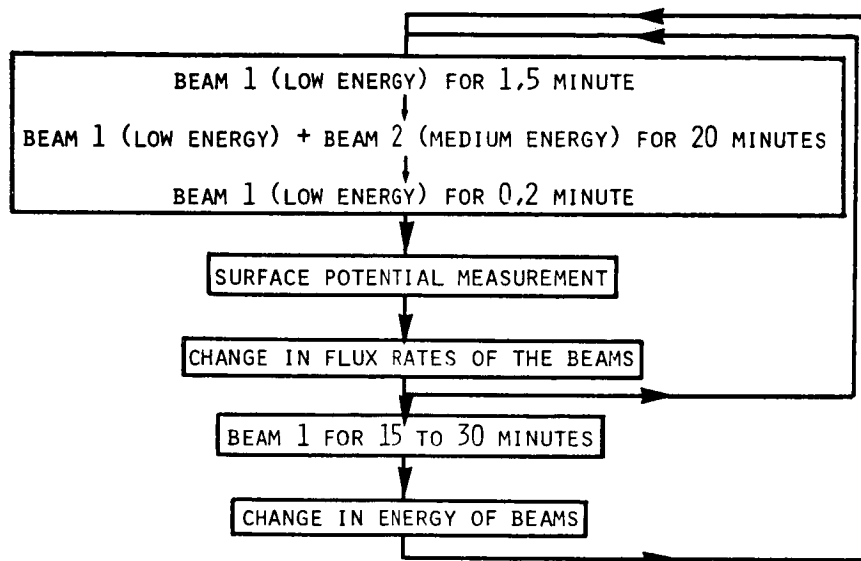 BEAM 1 (LOW ENERGY) FOR 1,5 MINUTE
BEAM 1 (LOW ENERGY) + BEAM 2 (MEDIUM ENERGY) FOR 20 MINUTES
BEAM 1 (LOW ENERGY) FOR 0,2 MINUTE
SURFACE POTENTIAL MEASUREMENT
CHANGE IN FLUX RATES OF THE BEAMS
BEAM 1 FOR 15 TO 30 MINUTES
CHANGE IN ENERGY OF BEAMS